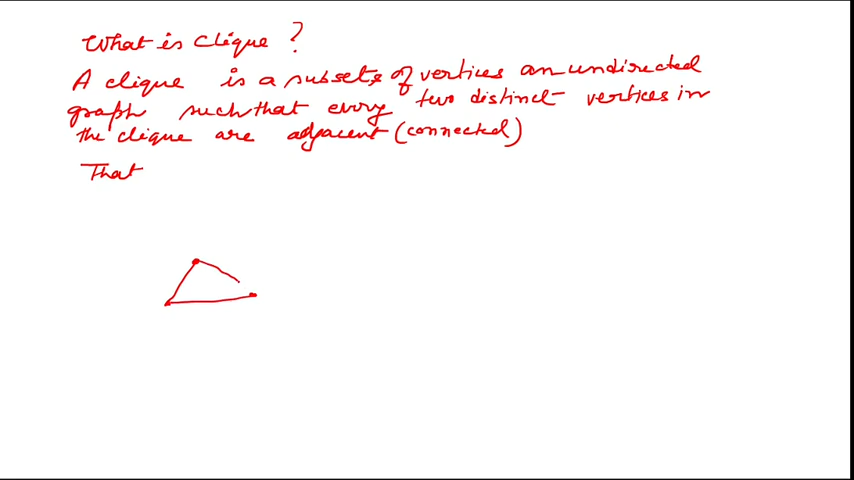 What is clique ?
A clique is a subsets of vertices an undirected
graph such that every two distinct vertices in
the clique are adjacent (connected)
That